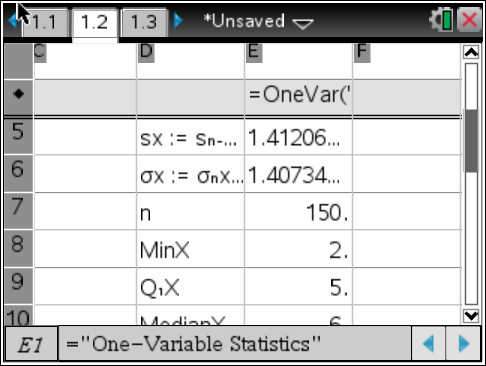 1.1 1.2 1.3 *Unsaved
C D E F
=OneVar('
5 sx := sₙ-... 1.41206...
6 σx := σₙx... 1.40734...
7 n 150.
8 MinX 2.
9 Q₁X 5.
10 MedianX 6.
E1 ="One-Variable Statistics"